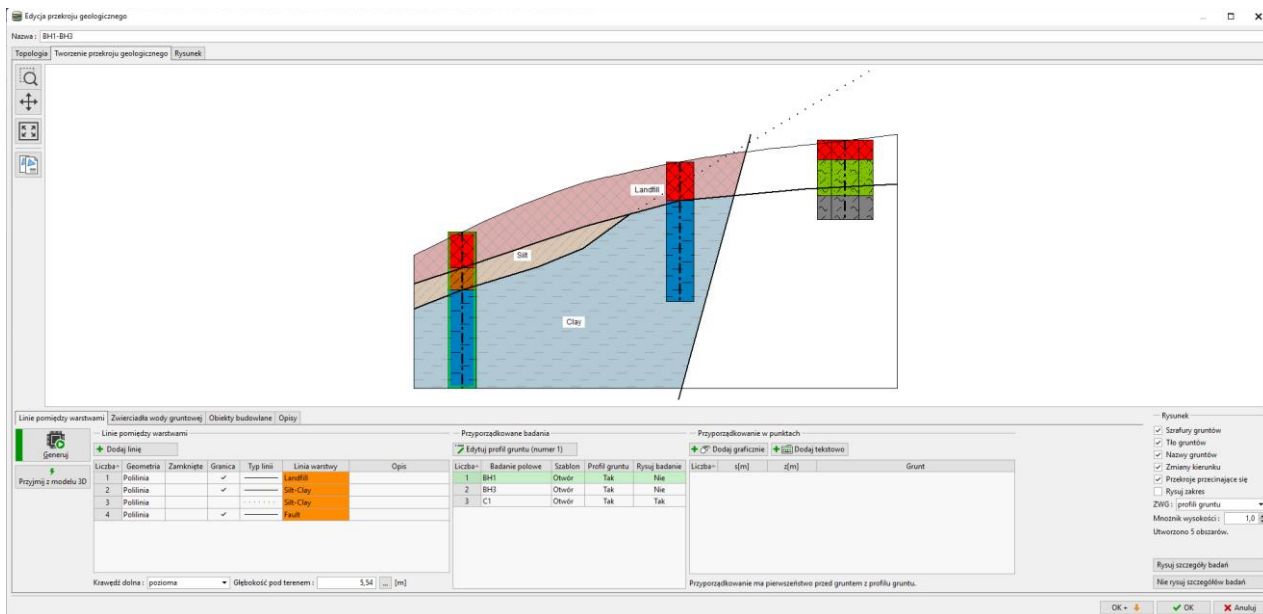 Edycja przekroju geologicznego
Nazwa : BH1-BH3
Topologia Tworzenie przekroju geologicznego Rysunek
Landfill
Silt
Clay
Linie pomiędzy warstwami Zwierciadła wody gruntowej Obiekty budowlane Opisy
Generuj
Przyjmij z modelu 3D
Linie pomiędzy warstwami
Dodaj linię
Liczba Geometria Zamknięte Granica Typ linii Linia warstwy Opis
1 Polilinia Landfill
2 Polilinia Silt-Clay
3 Polilinia Silt-Clay
4 Polilinia Fault
Krawędź dolna : pozioma Głębokość pod terenem : 5,54 ... [m]
Przyporządkowane badania
Edytuj profil gruntu (numer 1)
Liczba Badanie polowe Szablon Profil gruntu Rysuj badanie
1 BH1 Otwór Tak Nie
2 BH3 Otwór Tak Nie
3 C1 Otwór Tak Tak
Przyporządkowanie w punktach
Dodaj graficznie Dodaj tekstowo
Liczba s[m] z[m] Grunt
Przyporządkowanie ma pierwszeństwo przed gruntem z profilu gruntu.
Rysunek
Szrafury gruntów
Tło gruntów
Nazwy gruntów
Zmiany kierunku
Przekroje przecinające się
Rysuj zakres
ZWG : profili gruntu
Mnożnik wysokości : 1,0
Utworzono 5 obszarów.
Rysuj szczegóły badań
Nie rysuj szczegółów badań
OK + OK Anuluj